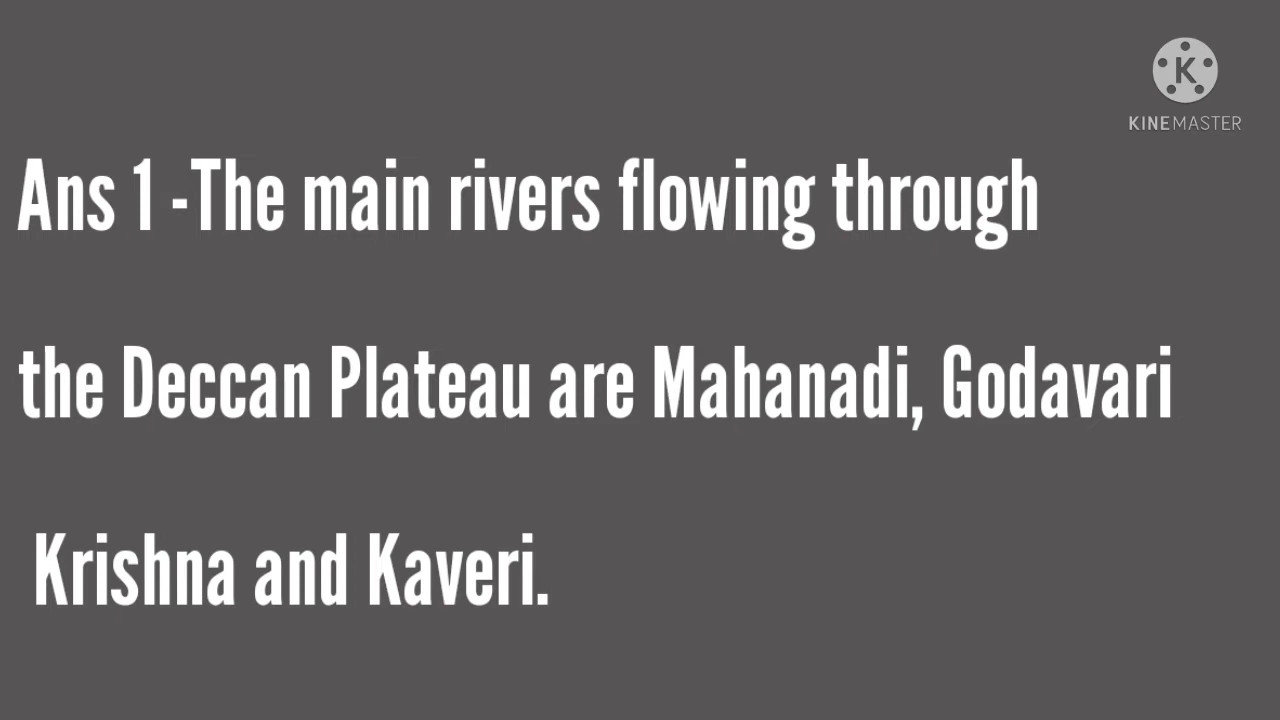 KINEMASTER
Ans 1 -The main rivers flowing through
the Deccan Plateau are Mahanadi, Godavari
Krishna and Kaveri.